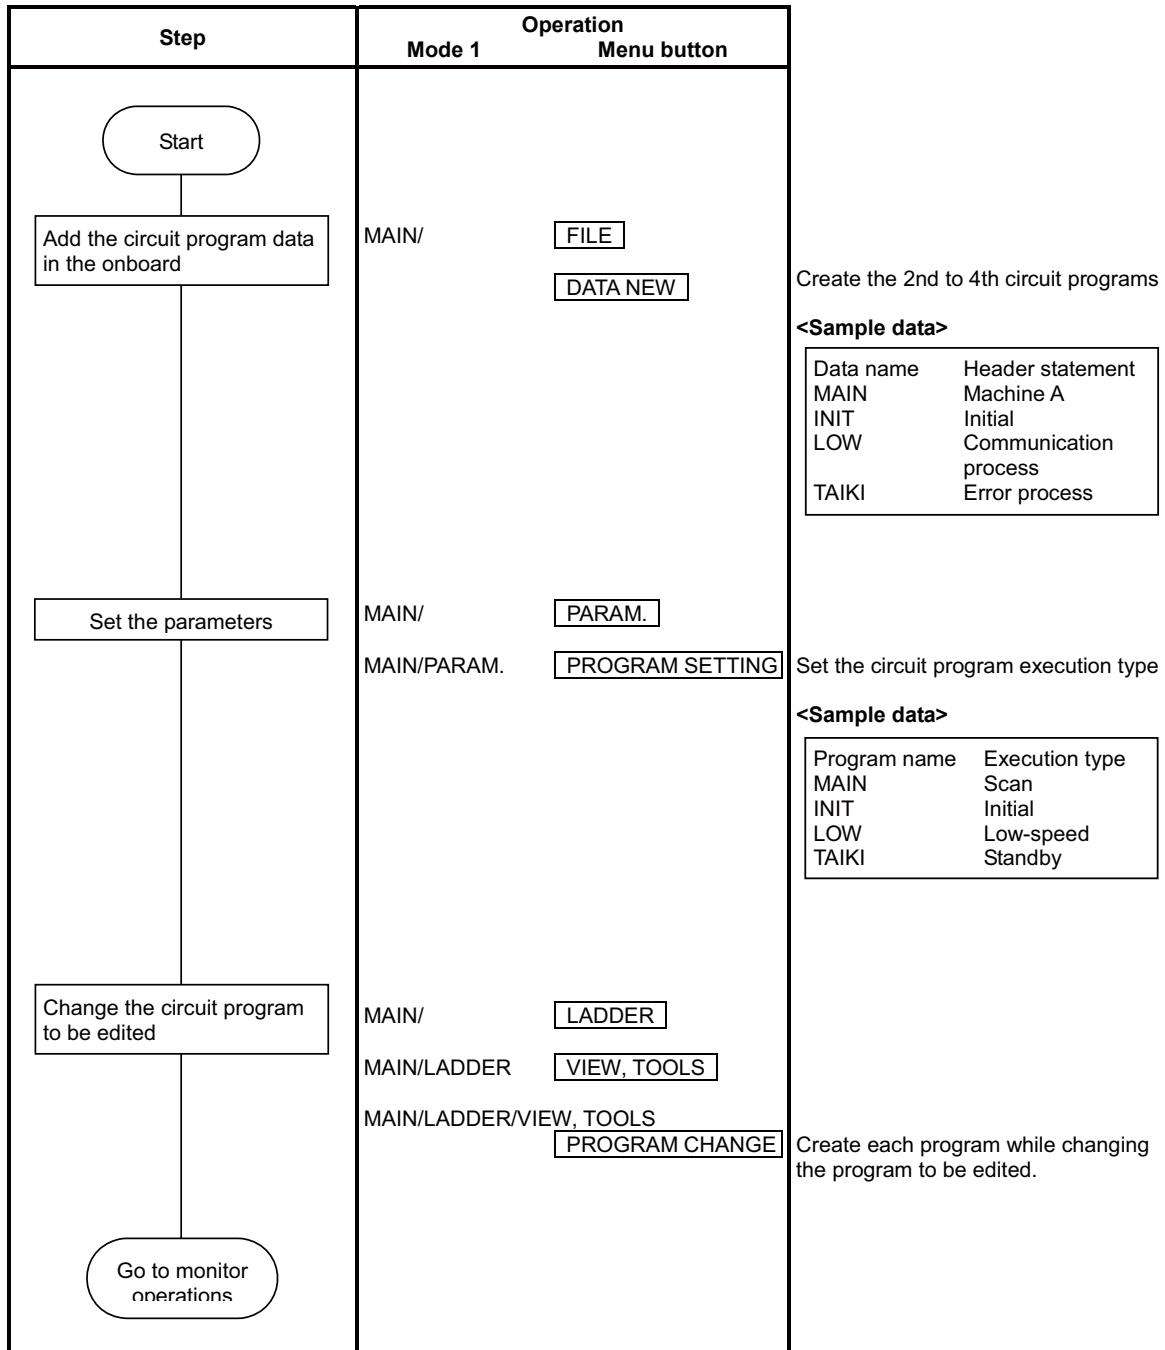 Step
Operation
Mode 1 Menu button
Start
Add the circuit program data
in the onboard
MAIN/ FILE
DATA NEW
Create the 2nd to 4th circuit programs
<Sample data>
Data name Header statement
MAIN Machine A
INIT Initial
LOW Communication
process
TAIKI Error process
Set the parameters
MAIN/ PARAM.
MAIN/PARAM. PROGRAM SETTING
Set the circuit program execution type
<Sample data>
Program name Execution type
MAIN Scan
INIT Initial
LOW Low-speed
TAIKI Standby
Change the circuit program
to be edited
MAIN/ LADDER
MAIN/LADDER VIEW, TOOLS
MAIN/LADDER/VIEW, TOOLS
PROGRAM CHANGE
Create each program while changing
the program to be edited.
Go to monitor
operations